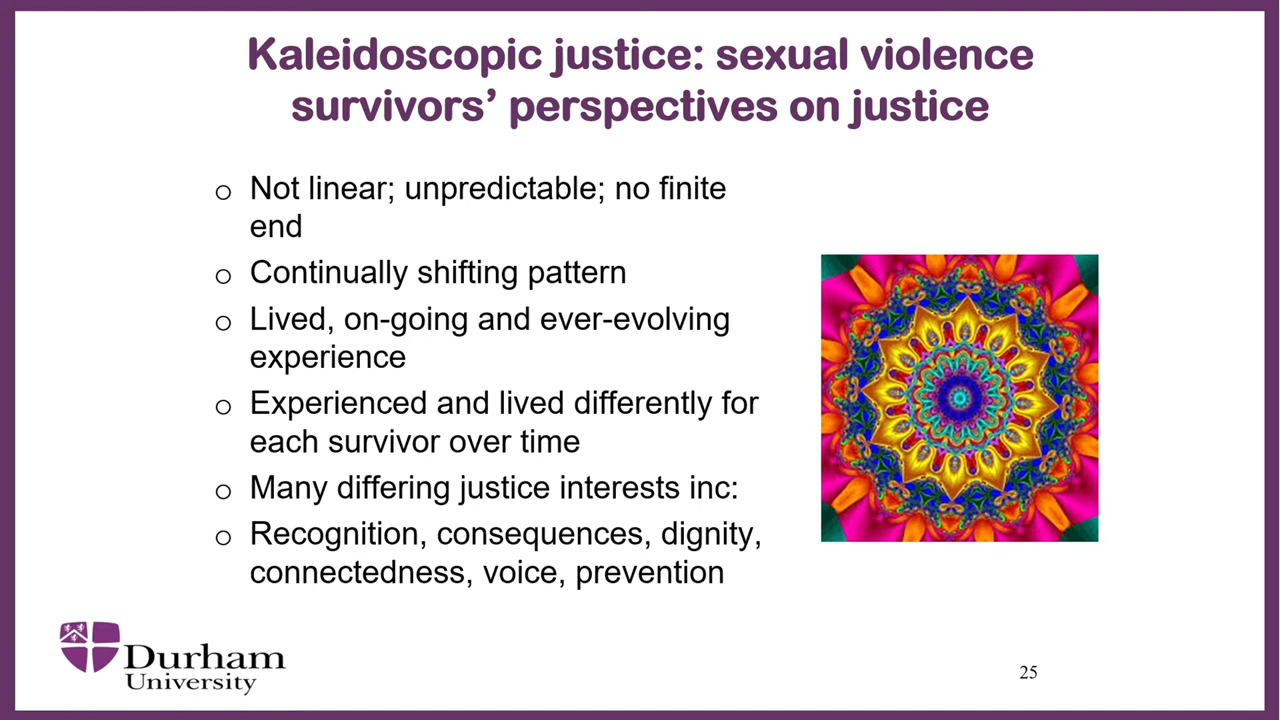 Kaleidoscopic justice: sexual violence
survivors’ perspectives on justice
o Not linear; unpredictable; no finite
end
o Continually shifting pattern
o Lived, on-going and ever-evolving
experience
o Experienced and lived differently for
each survivor over time
o Many differing justice interests inc:
o Recognition, consequences, dignity,
connectedness, voice, prevention
Durham
University
25